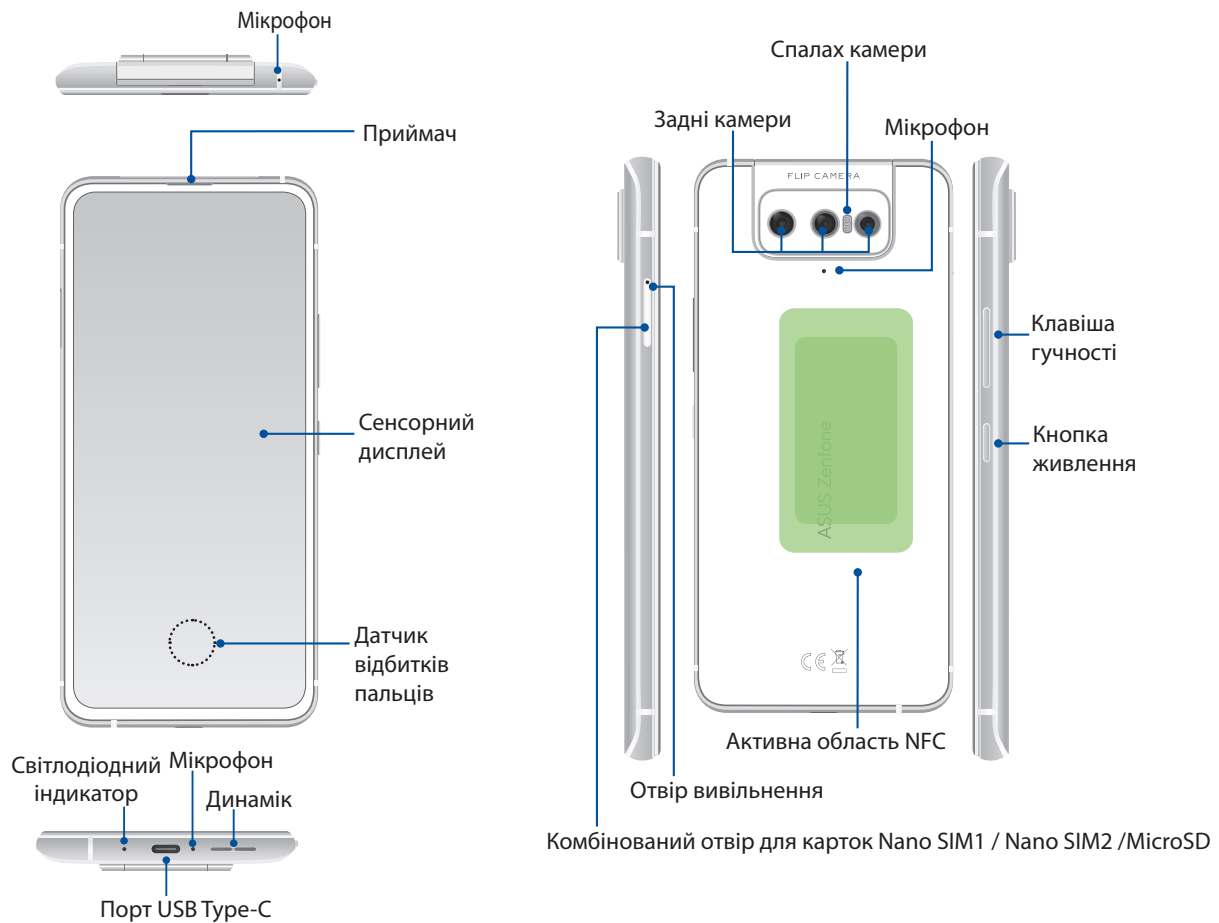 Мікрофон
Приймач
Сенсорний
дисплей
Датчик
відбитків
пальців
Світлодіодний
індикатор
Мікрофон
Динамік
Порт USB Type-C
Спалах камери
Задні камери
Мікрофон
FLIP CAMERA
Клавіша
гучності
Кнопка
живлення
ASUS Zenfone
CE
Активна область NFC
Отвір вивільнення
Комбінований отвір для карток Nano SIM1 / Nano SIM2 /MicroSD